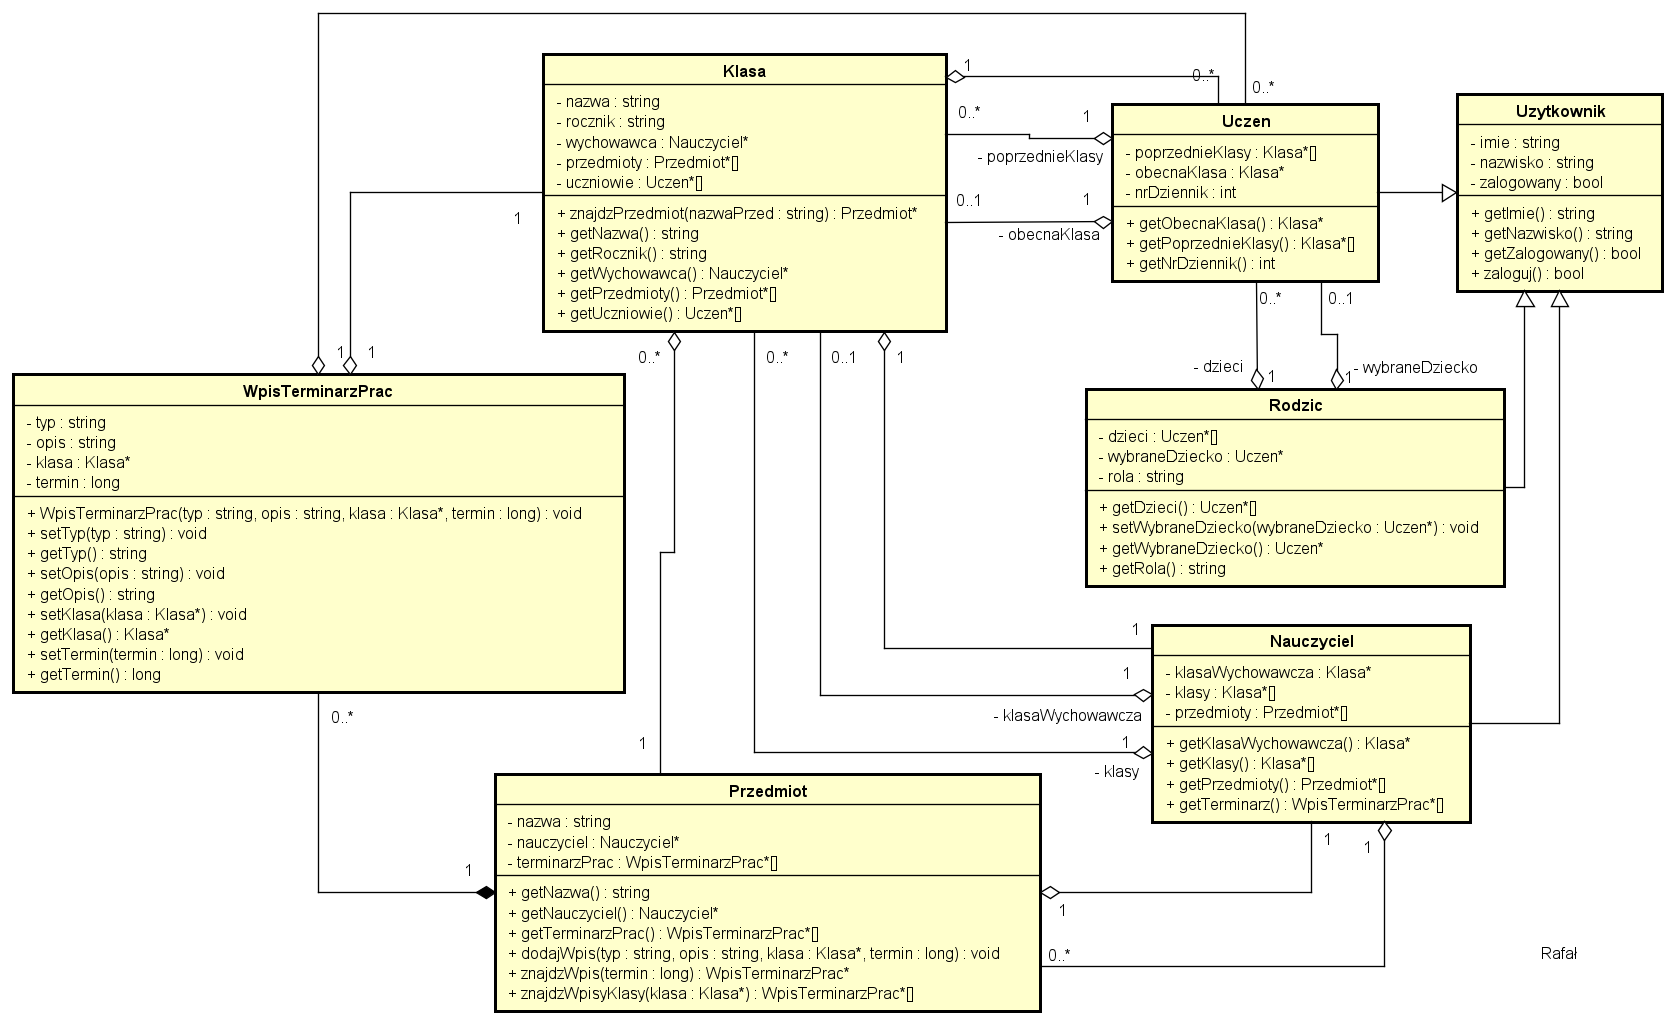 Klasa
- nazwa : string
- rocznik : string
- wychowawca : Nauczyciel*
- przedmioty : Przedmiot*[]
- uczniowie : Uczen*[]
+ znajdzPrzedmiot(nazwaPrzed : string) : Przedmiot*
+ getNazwa() : string
+ getRocznik() : string
+ getWychowawca() : Nauczyciel*
+ getPrzedmioty() : Przedmiot*[]
+ getUczniowie() : Uczen*[]
1
0..*
0..*
0..*
1
- poprzednieKlasy
0..1
1
- obecnaKlasa
Uczen
- poprzednieKlasy : Klasa*[]
- obecnaKlasa : Klasa*
- nrDziennik : int
+ getObecnaKlasa() : Klasa*
+ getPoprzednieKlasy() : Klasa*[]
+ getNrDziennik() : int
Uzytkownik
- imie : string
- nazwisko : string
- zalogowany : bool
+ getImie() : string
+ getNazwisko() : string
+ getZalogowany() : bool
+ zaloguj() : bool
1
1
1
0..*
0..*
0..1
1
0..*
0..1
- dzieci
1
1
- wybraneDziecko
WpisTerminarzPrac
- typ : string
- opis : string
- klasa : Klasa*
- termin : long
+ WpisTerminarzPrac(typ : string, opis : string, klasa : Klasa*, termin : long) : void
+ setTyp(typ : string) : void
+ getTyp() : string
+ setOpis(opis : string) : void
+ getOpis() : string
+ setKlasa(klasa : Klasa*) : void
+ getKlasa() : Klasa*
+ setTermin(termin : long) : void
+ getTermin() : long
Rodzic
- dzieci : Uczen*[]
- wybraneDziecko : Uczen*
- rola : string
+ getDzieci() : Uczen*[]
+ setWybraneDziecko(wybraneDziecko : Uczen*) : void
+ getWybraneDziecko() : Uczen*
+ getRola() : string
1
1
- klasaWychowawcza
1
- klasy
Nauczyciel
- klasaWychowawcza : Klasa*
- klasy : Klasa*[]
- przedmioty : Przedmiot*[]
+ getKlasaWychowawcza() : Klasa*
+ getKlasy() : Klasa*[]
+ getPrzedmioty() : Przedmiot*[]
+ getTerminarz() : WpisTerminarzPrac*[]
0..*
1
1
Przedmiot
- nazwa : string
- nauczyciel : Nauczyciel*
- terminarzPrac : WpisTerminarzPrac*[]
+ getNazwa() : string
+ getNauczyciel() : Nauczyciel*
+ getTerminarzPrac() : WpisTerminarzPrac*[]
+ dodajWpis(typ : string, opis : string, klasa : Klasa*, termin : long) : void
+ znajdzWpis(termin : long) : WpisTerminarzPrac*
+ znajdzWpisyKlasy(klasa : Klasa*) : WpisTerminarzPrac*[]
1
1
1
0..*
Rafał